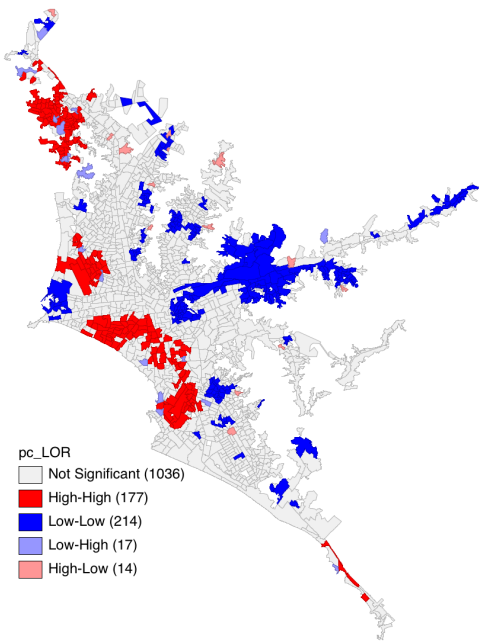 pc_LOR
Not Significant (1036)
High-High (177)
Low-Low (214)
Low-High (17)
High-Low (14)